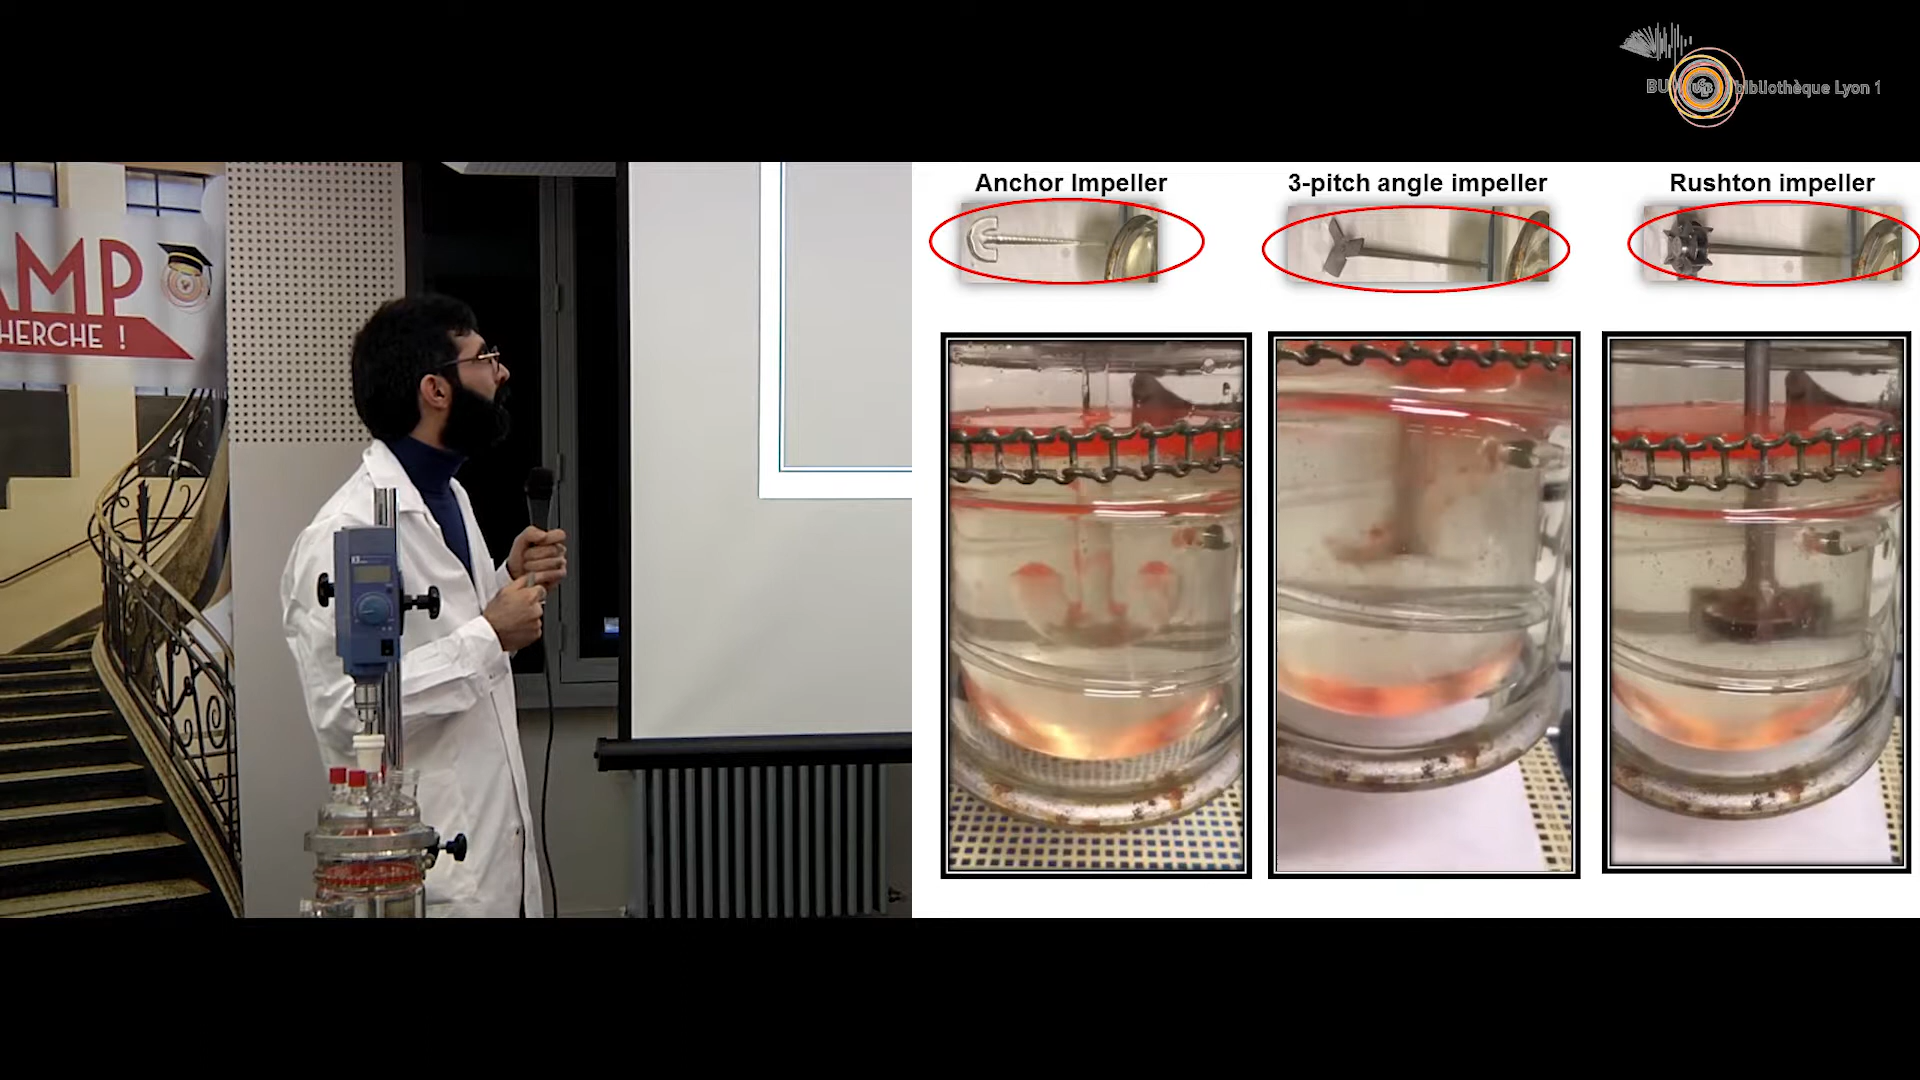 bibliothèque Lyon 1
AMP
HERCHE !
Anchor Impeller
3-pitch angle impeller
Rushton impeller